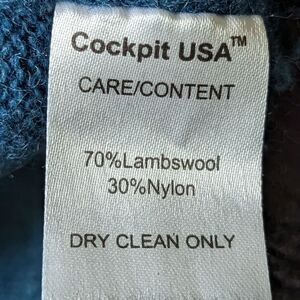 Cockpit USA™
CARE/CONTENT
70%Lambswool
30%Nylon
DRY CLEAN ONLY